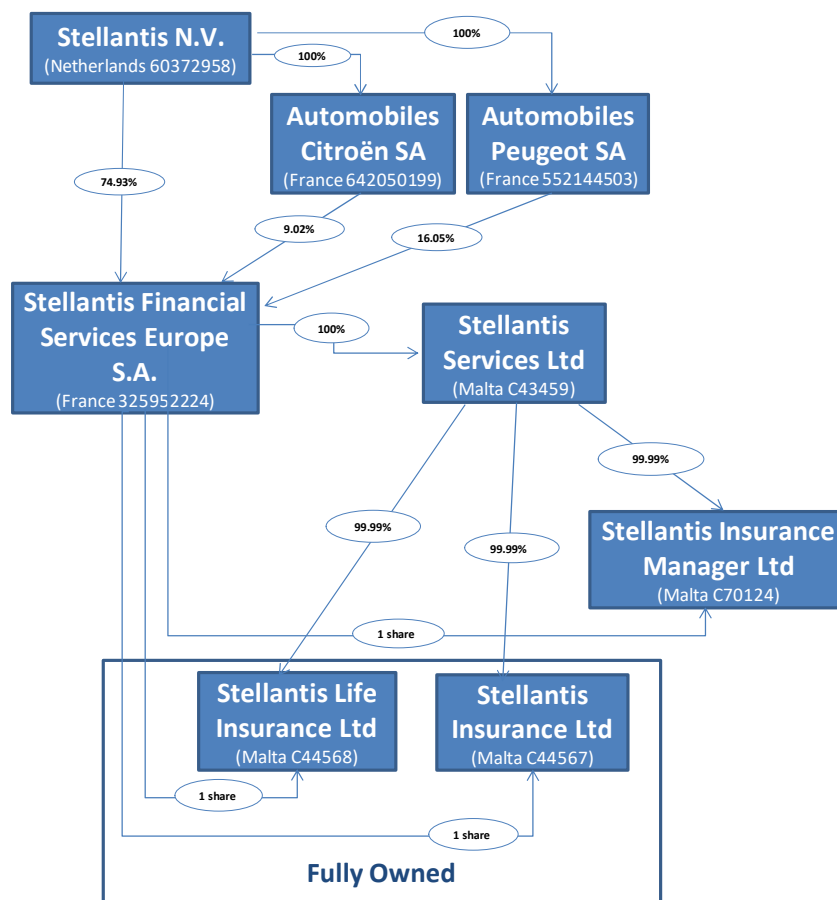 Stellantis N.V.
(Netherlands 60372958)
100%
100%
Automobiles
Citroën SA
(France 642050199)
Automobiles
Peugeot SA
(France 552144503)
74.93%
9.02%
16.05%
Stellantis Financial
Services Europe
S.A.
(France 325952224)
100%
Stellantis
Services Ltd
(Malta C43459)
99.99%
99.99%
99.99%
Stellantis Insurance
Manager Ltd
(Malta C70124)
1 share
Stellantis Life
Insurance Ltd
(Malta C44568)
Stellantis
Insurance Ltd
(Malta C44567)
1 share
1 share
Fully Owned